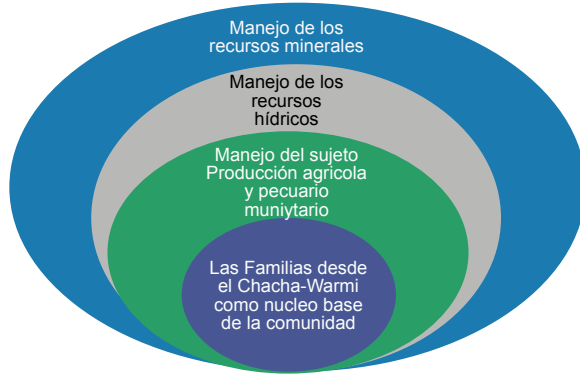 Manejo de los
recursos minerales
Manejo de los
recursos
hídricos
Manejo del sujeto
Producción agricola
y pecuario
muniytario
Las Familias desde
el Chacha-Warmi
como nucleo base
de la comunidad